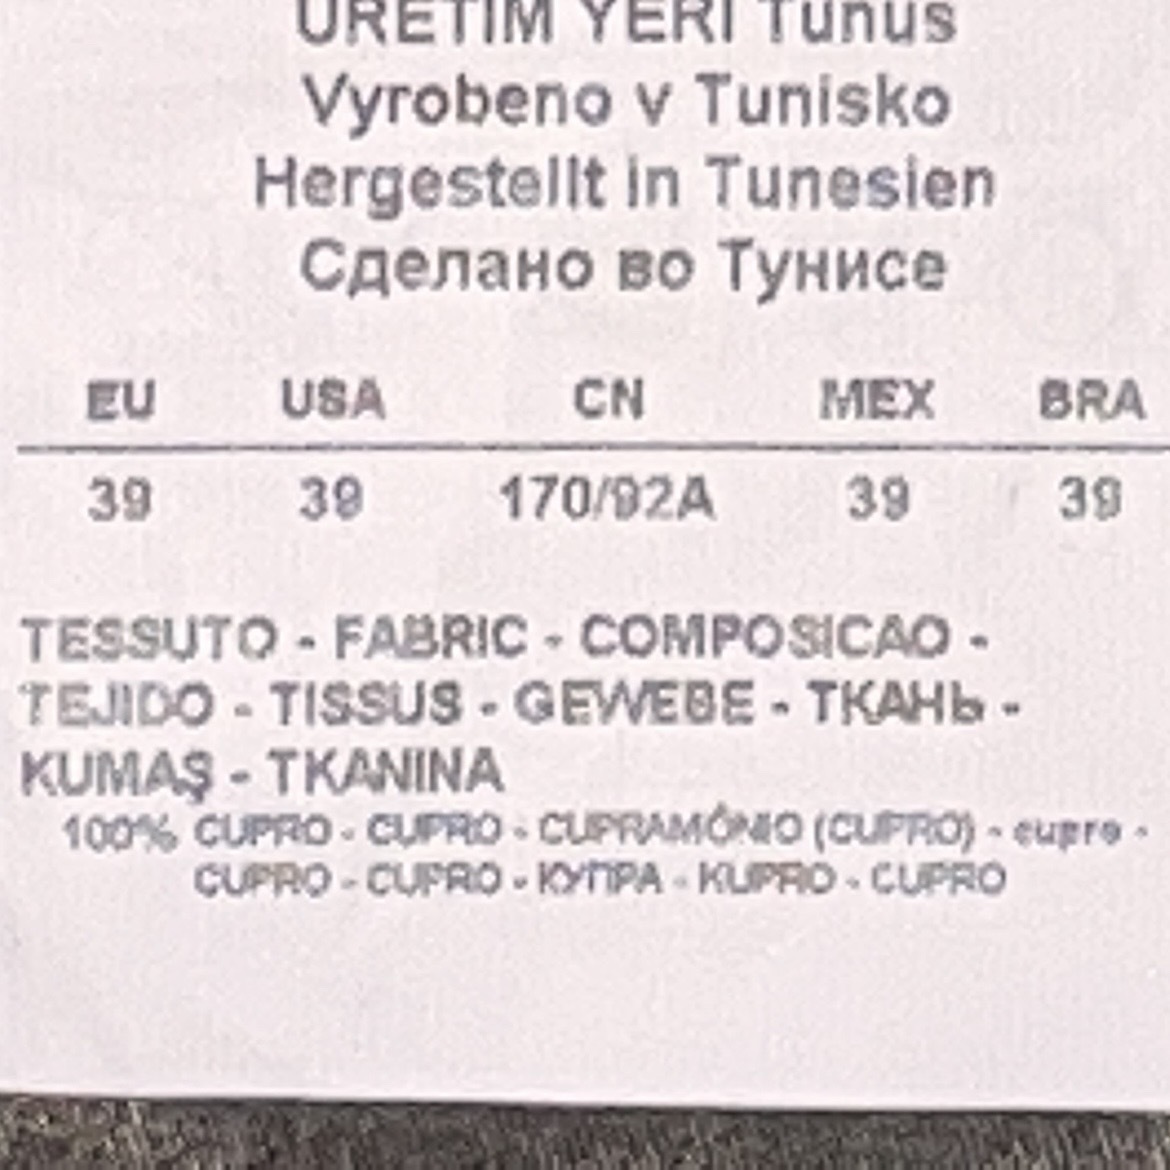 ÜRETİM YERİ Tunus
Vyrobeno v Tunisko
Hergestellt in Tunesien
Сделано во Тунисе
EU USA CN MEX BRA
39 39 170/92A 39 39
TESSUTO - FABRIC - COMPOSICAO -
TEJIDO - TISSUS - GEWEBE - ТКАНЬ -
KUMAŞ - TKANINA
100% CUPRO - CUPRO - CUPRAMÓNIO (CUPRO) - cupro -
CUPRO - CUPRO - КУПРА - KUPRO - CUPRO